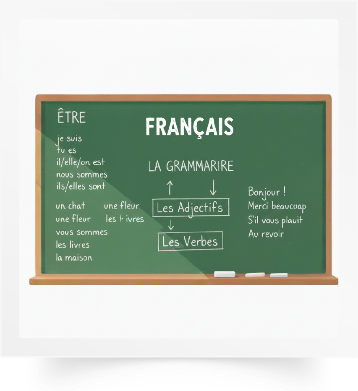 ÊTRE
je suis
tu es
il/elle/on est
nous sommes
ils/elles sont
un chat une fleur
une fleur les livres
vous sommes
les livres
la maison
FRANÇAIS
LA GRAMMARIRE
Les Adjectifs
Les Verbes
Bonjour !
Merci beaucoup
S'il vous plauit
Au revoir